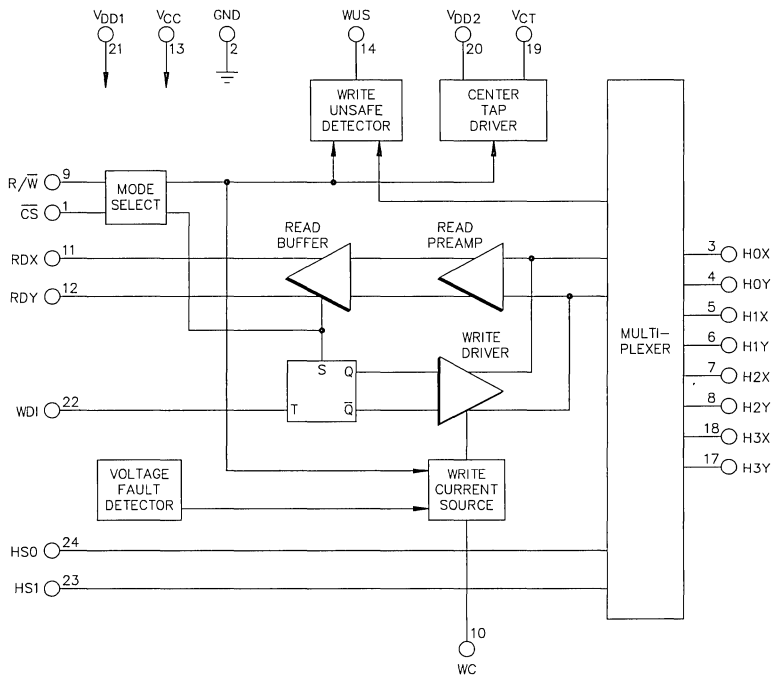 VDD1
21
VCC
13
GND
2
WUS
14
VDD2
20
VCT
19
WRITE
UNSAFE
DETECTOR
CENTER
TAP
DRIVER
R/W̅
9
C̅S̅
1
MODE
SELECT
READ
BUFFER
READ
PREAMP
RDX
11
RDY
12
WRITE
DRIVER
S
Q
T
Q̅
WDI
22
VOLTAGE
FAULT
DETECTOR
WRITE
CURRENT
SOURCE
HS0
24
HS1
23
10
WC
MULTI-
PLEXER
3
H0X
4
H0Y
5
H1X
6
H1Y
7
H2X
8
H2Y
18
H3X
17
H3Y